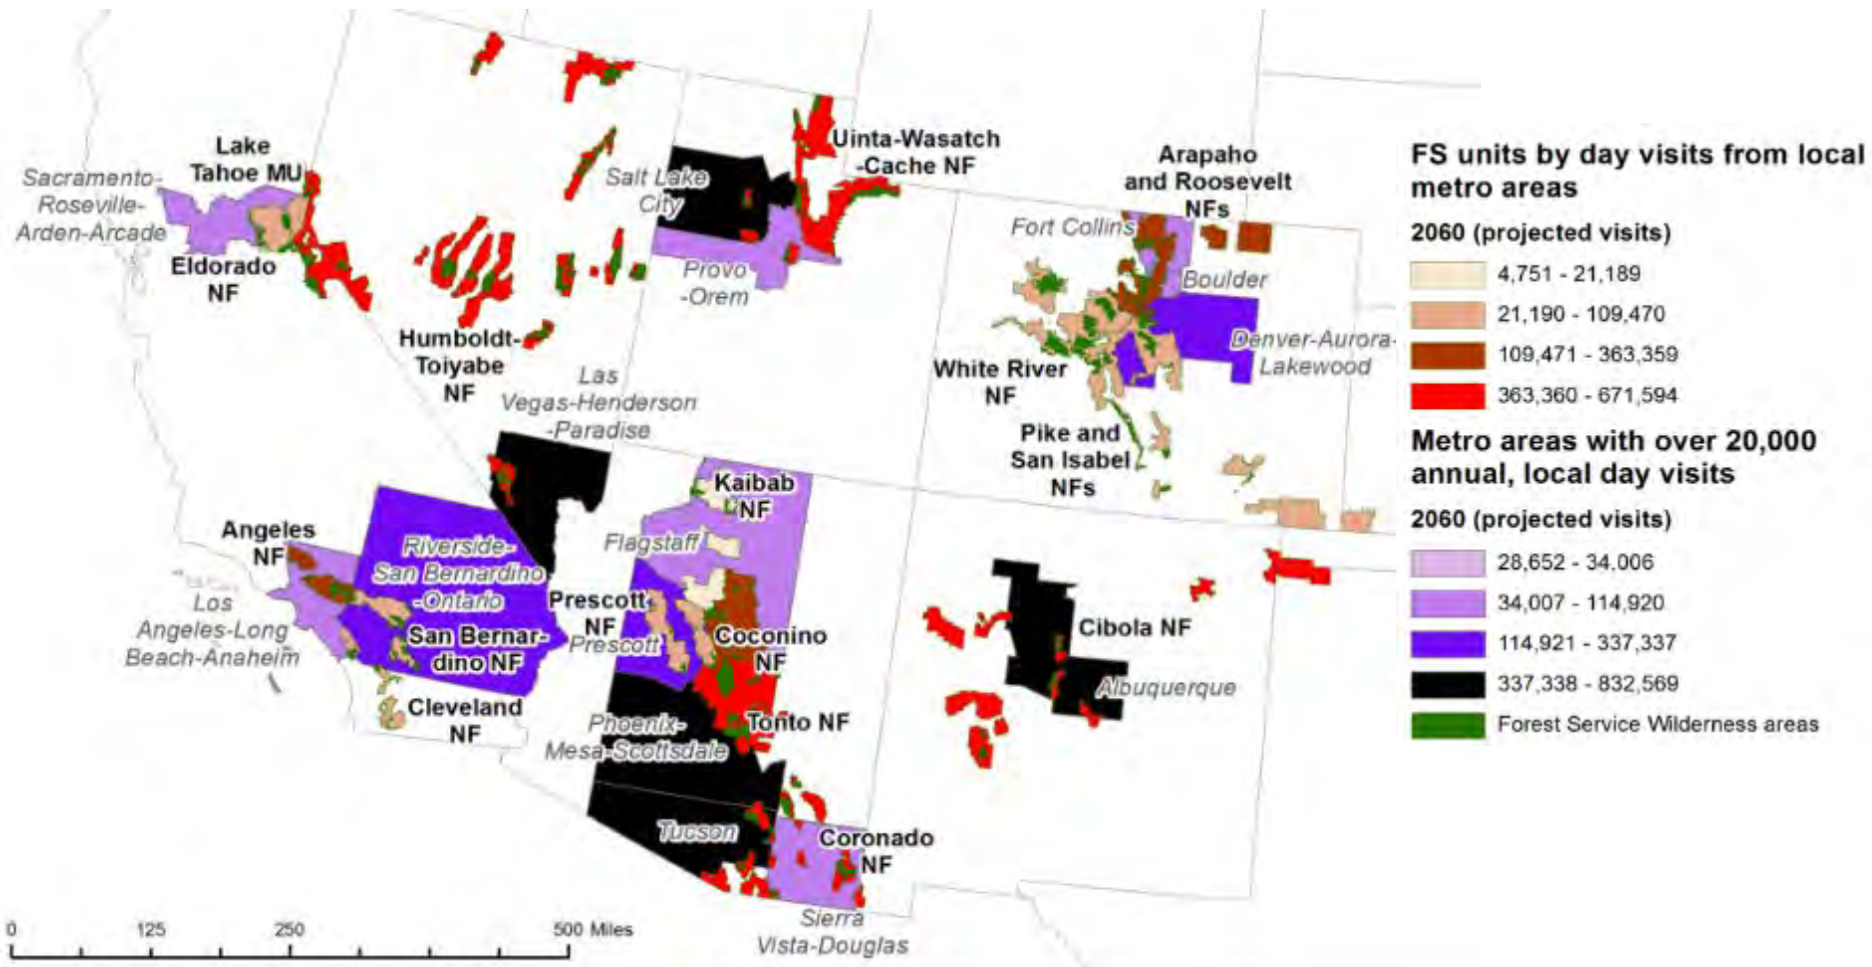 Lake
Tahoe MU
Sacramento-
Roseville-
Arden-Arcade
Eldorado
NF
Humboldt-
Toiyabe
NF
Salt Lake
City
Provo
-Orem
Uinta-Wasatch
-Cache NF
Arapaho
and Roosevelt
NFs
Fort Collins
Boulder
Denver-Aurora-
Lakewood
White River
NF
Pike and
San Isabel
NFs
Las
Vegas-Henderson
-Paradise
Kaibab
NF
Flagstaff
Angeles
NF
Riverside-
San Bernardino
-Ontario
Los
Angeles-Long
Beach-Anaheim
San Bernar-
dino NF
Cleveland
NF
Prescott
NF
Prescott
Coconino
NF
Tonto NF
Phoenix-
Mesa-Scottsdale
Tucson
Coronado
NF
Sierra
Vista-Douglas
Cibola NF
Albuquerque
0 125 250 500 Miles
FS units by day visits from local
metro areas
2060 (projected visits)
4,751 - 21,189
21,190 - 109,470
109,471 - 363,359
363,360 - 671,594
Metro areas with over 20,000
annual, local day visits
2060 (projected visits)
28,652 - 34,006
34,007 - 114,920
114,921 - 337,337
337,338 - 832,569
Forest Service Wilderness areas